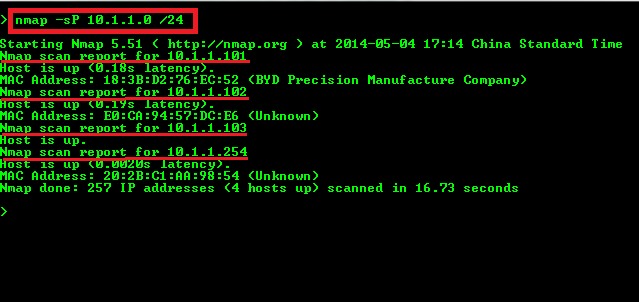 > nmap -sP 10.1.1.0 /24
Starting Nmap 5.51 ( http://nmap.org ) at 2014-05-04 17:14 China Standard Time
Nmap scan report for 10.1.1.101
Host is up (0.18s latency).
MAC Address: 18:3B:D2:76:EC:52 (BYD Precision Manufacture Company)
Nmap scan report for 10.1.1.102
Host is up (0.19s latency).
MAC Address: E0:CA:94:57:DC:E6 (Unknown)
Nmap scan report for 10.1.1.103
Host is up.
Nmap scan report for 10.1.1.254
Host is up (0.0020s latency).
MAC Address: 20:2B:C1:AA:98:54 (Unknown)
Nmap done: 257 IP addresses (4 hosts up) scanned in 16.73 seconds
>